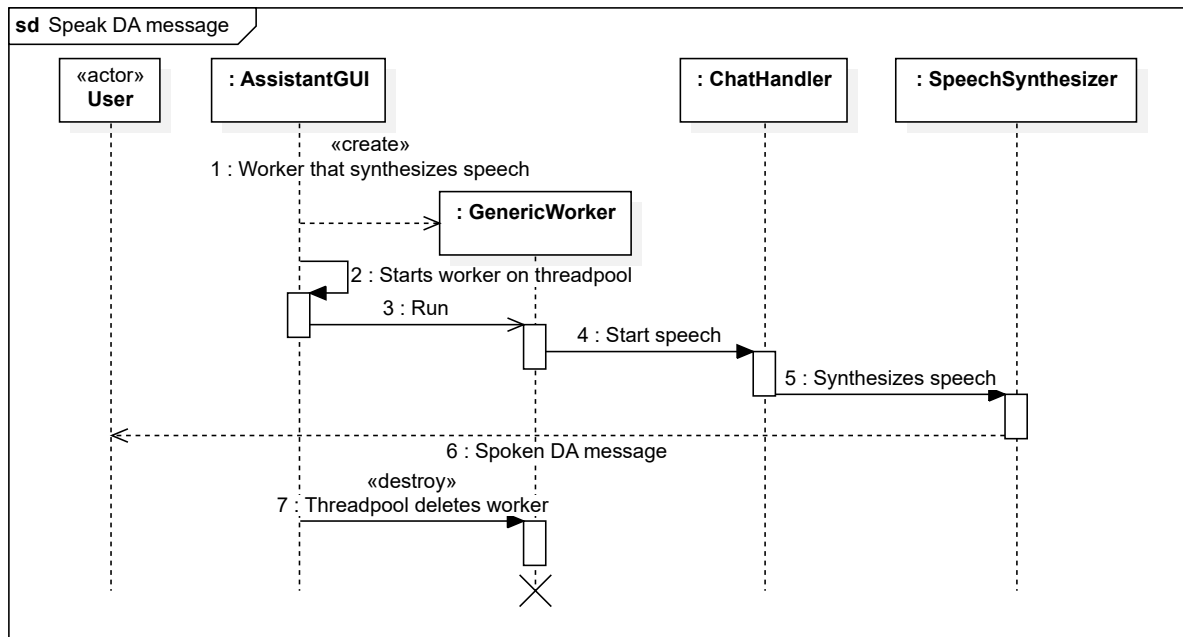 sd Speak DA message
«actor»
User
: AssistantGUI
: ChatHandler
: SpeechSynthesizer
«create»
1 : Worker that synthesizes speech
: GenericWorker
2 : Starts worker on threadpool
3 : Run
4 : Start speech
5 : Synthesizes speech
6 : Spoken DA message
«destroy»
7 : Threadpool deletes worker